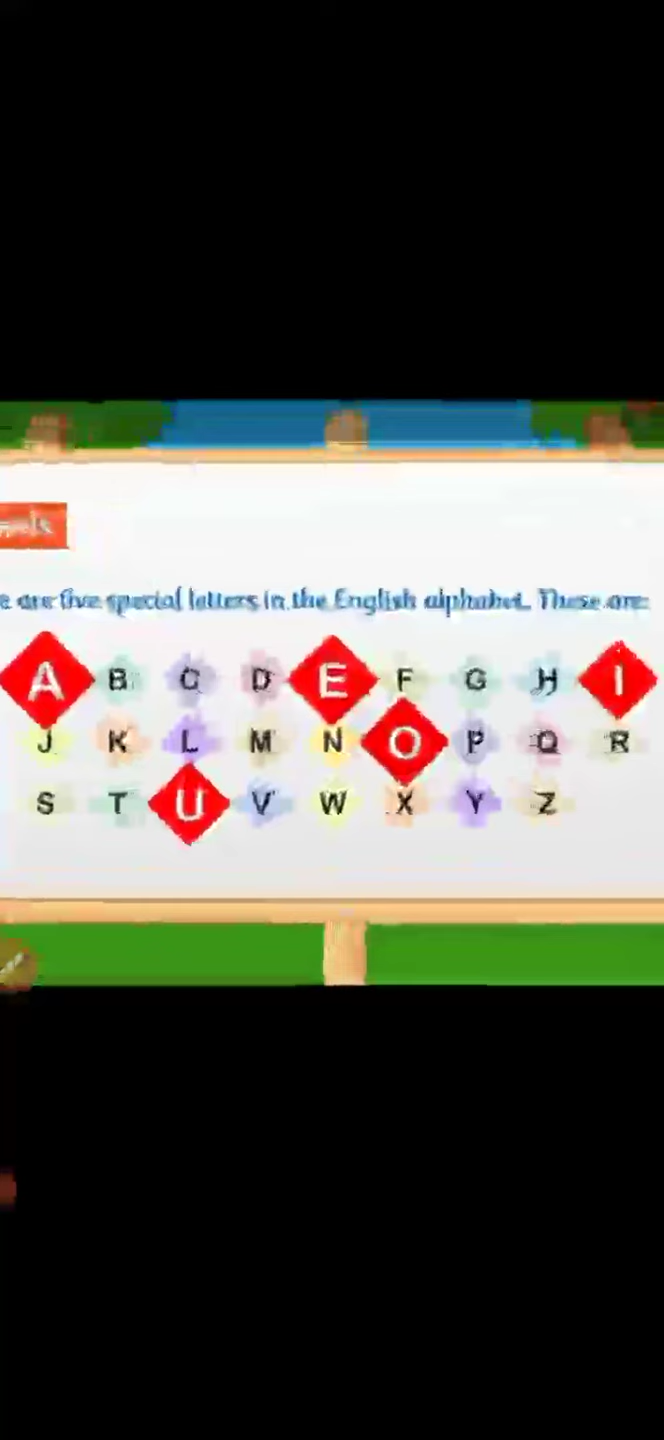 are five special letters in the English alphabet. These are:
A B C D E F G H I
J K L M N O P Q R
S T U V W X Y Z